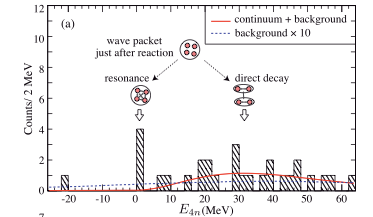 12
10
8
6
4
2
0
Counts/ 2 MeV
(a)
continuum + background
background × 10
wave packet
just after reaction
resonance
direct decay
-20 -10 0 10 20 30 40 50 60
E4n(MeV)